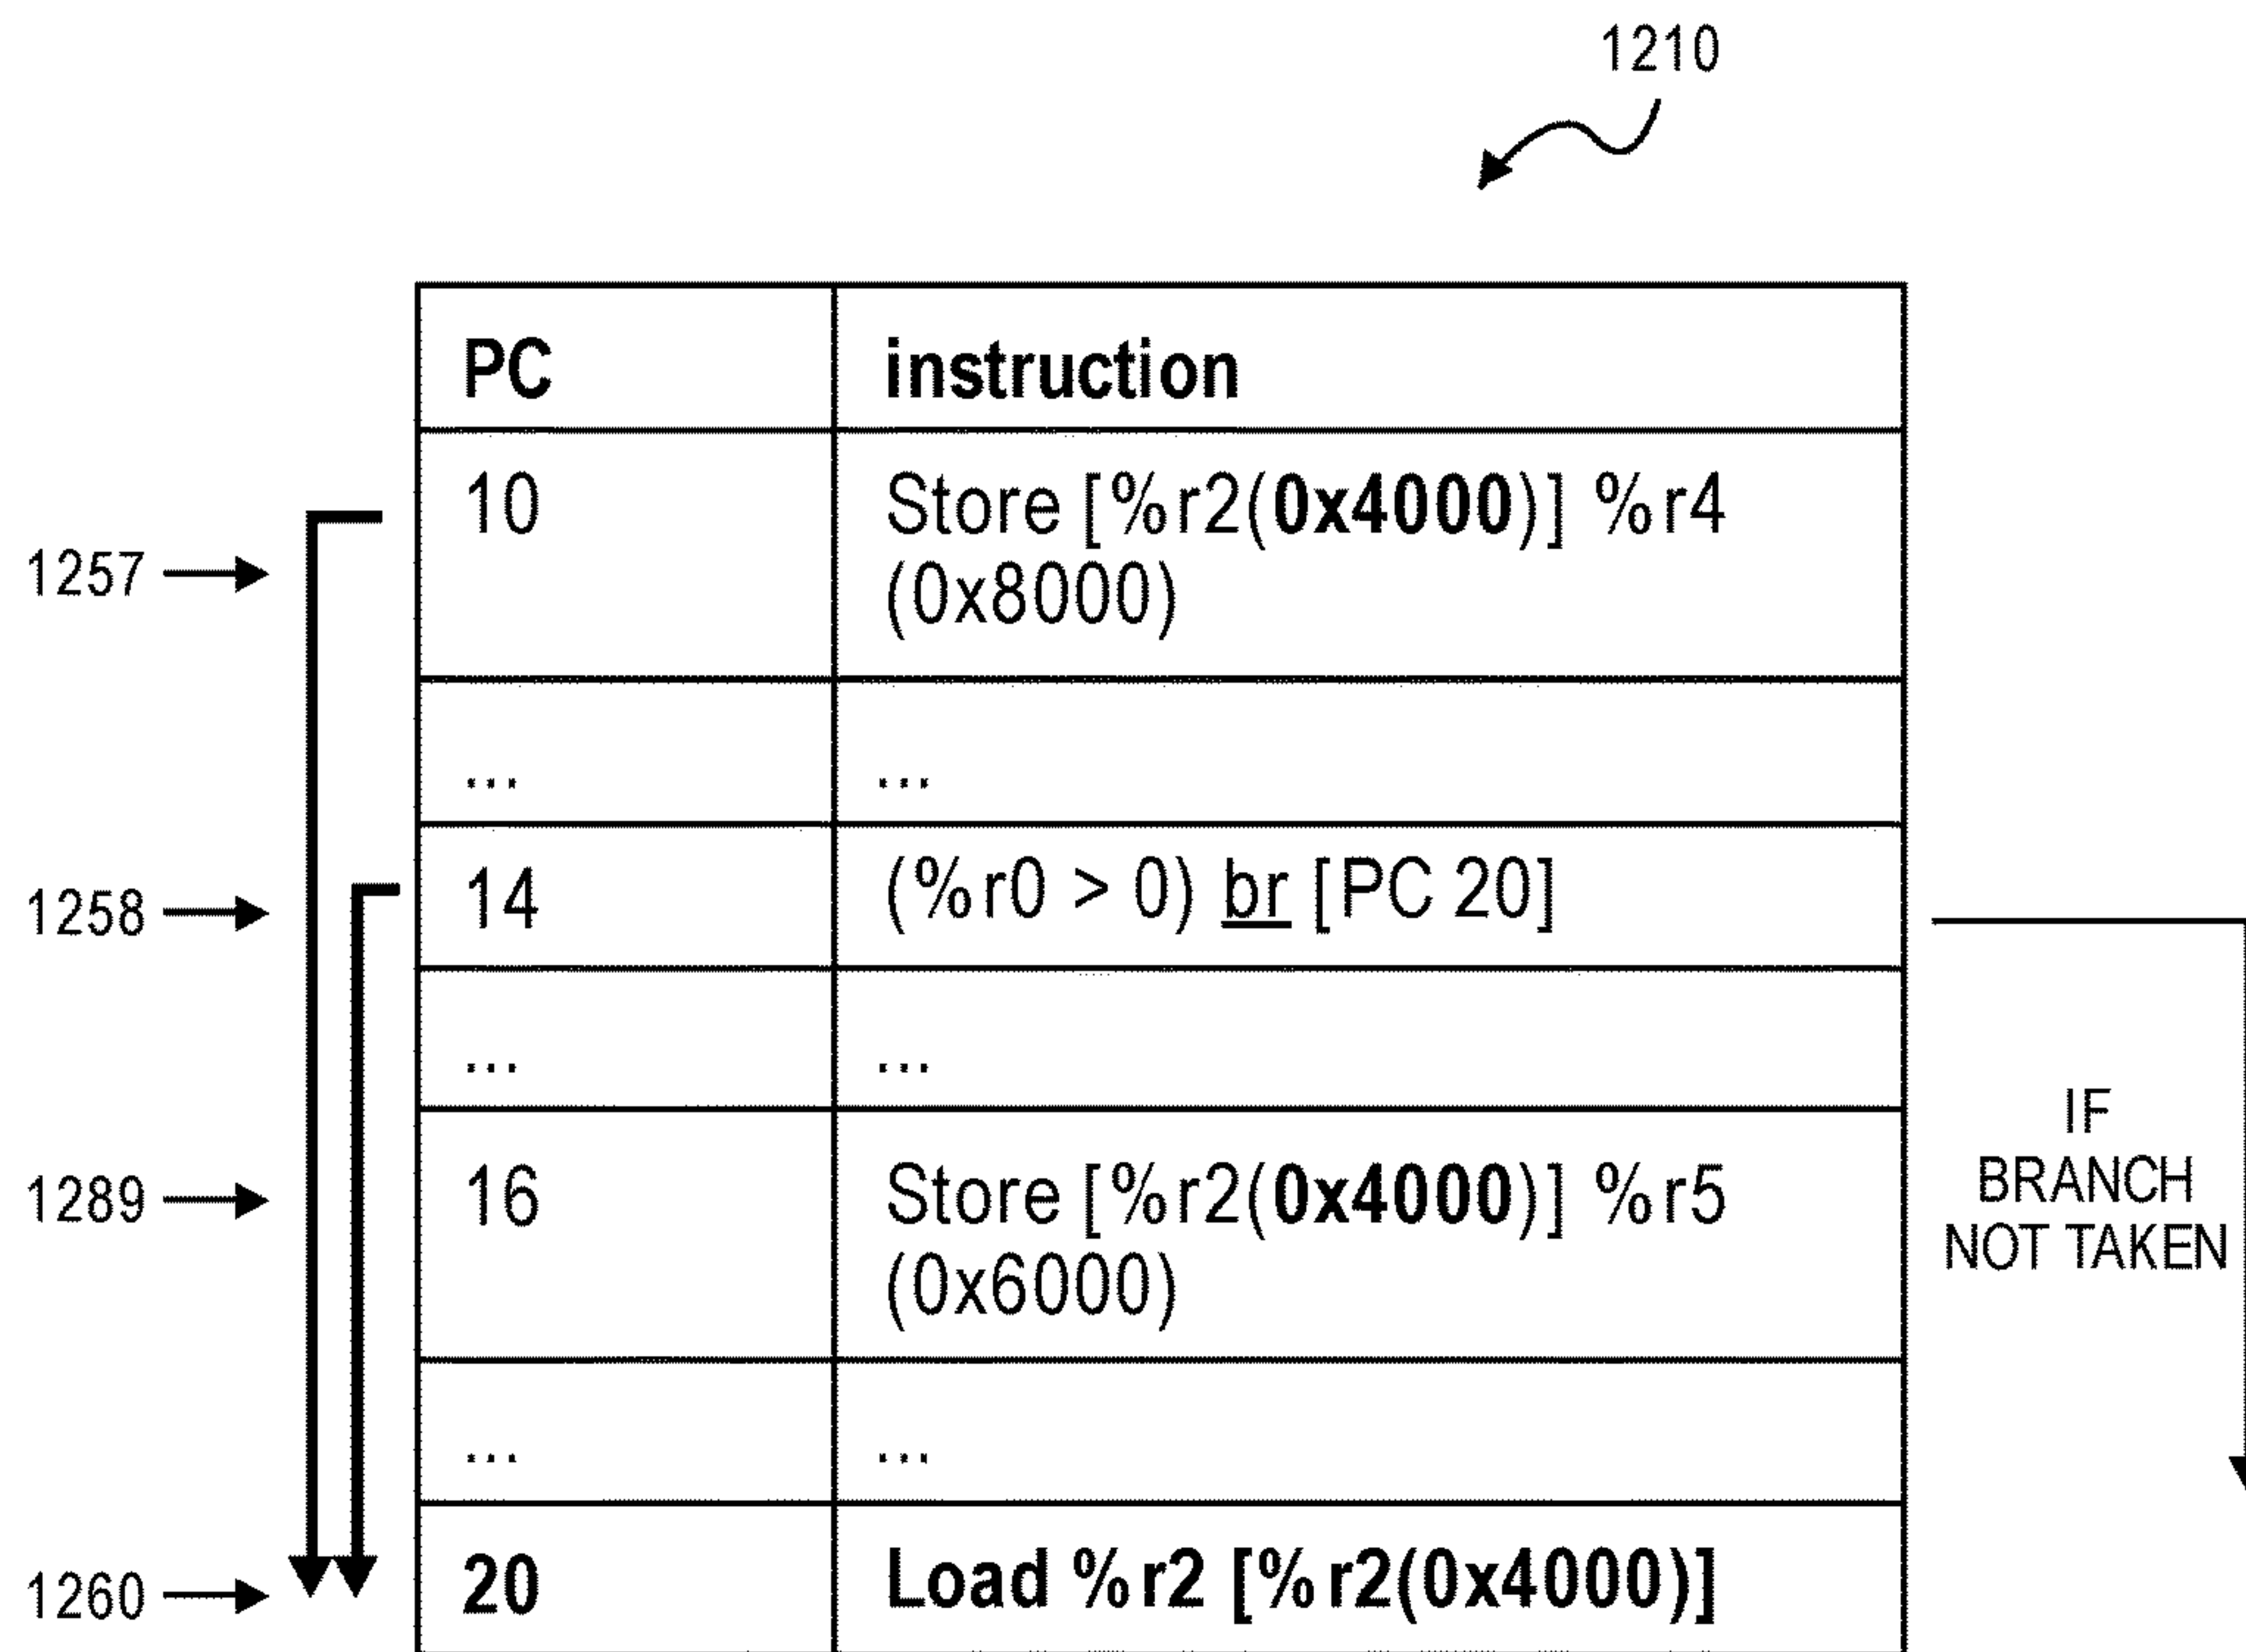 1210
PC instruction
1257 10 Store [%r2(0x4000)] %r4
(0x8000)
... ...
1258 14 (%r0 > 0) br [PC 20]
... ...
IF
BRANCH
NOT TAKEN
1289 16 Store [%r2(0x4000)] %r5
(0x6000)
... ...
1260 20 Load %r2 [%r2(0x4000)]